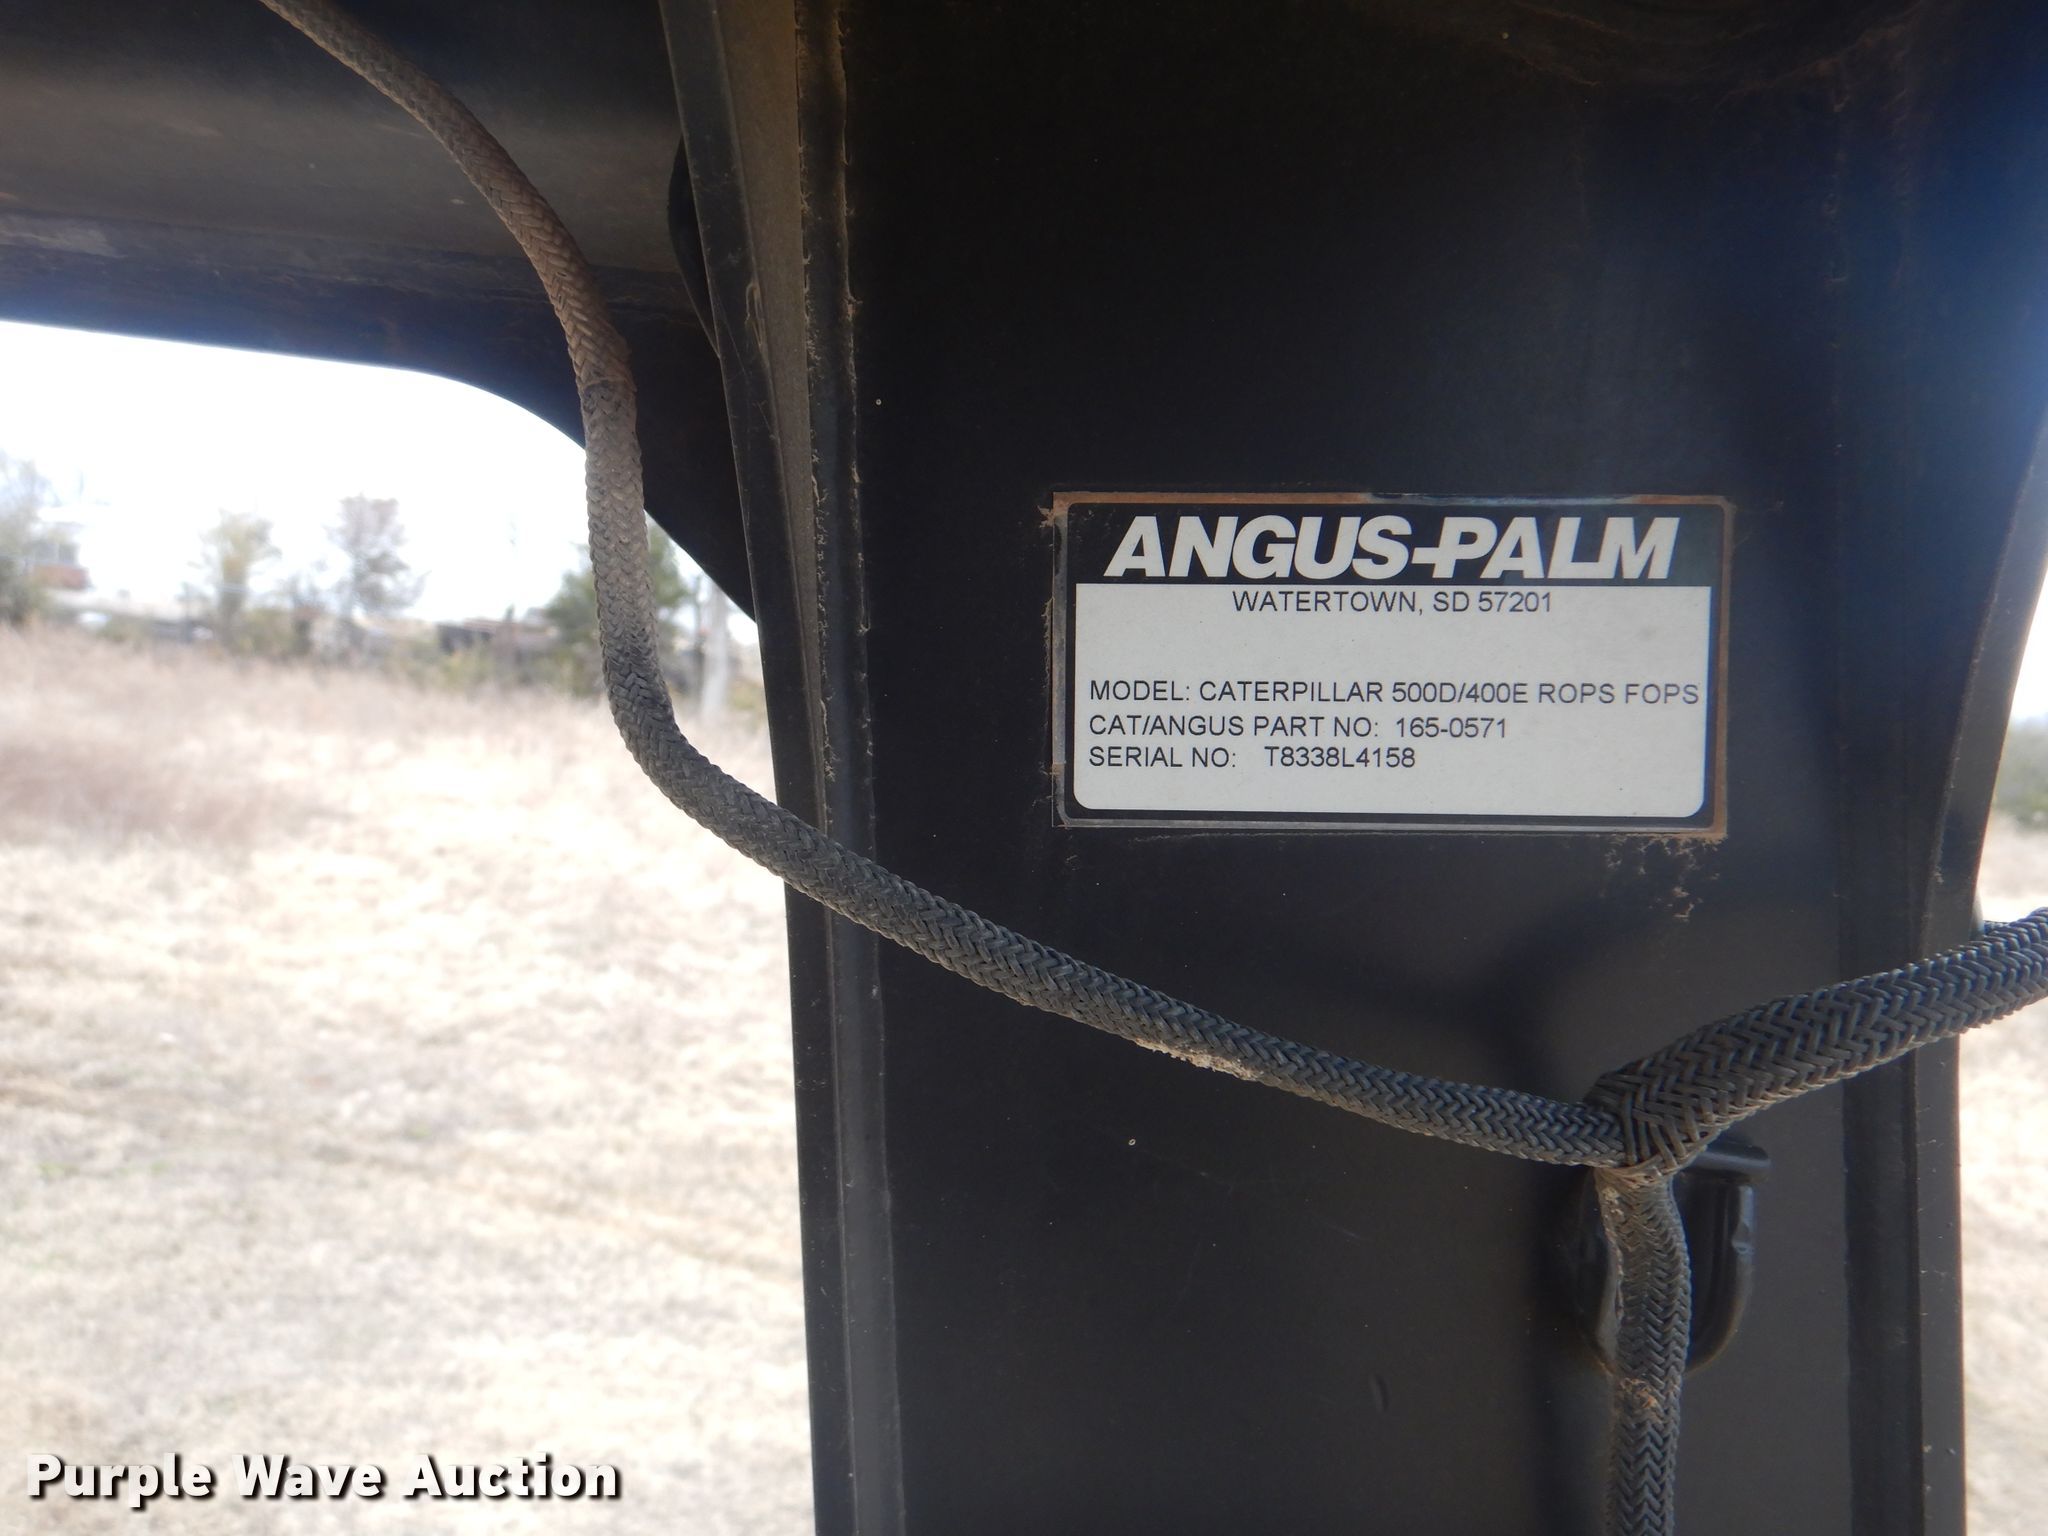 ANGUS-PALM
WATERTOWN, SD 57201
MODEL: CATERPILLAR 500D/400E ROPS FOPS
CAT/ANGUS PART NO: 165-0571
SERIAL NO: T8338L4158
Purple Wave Auction